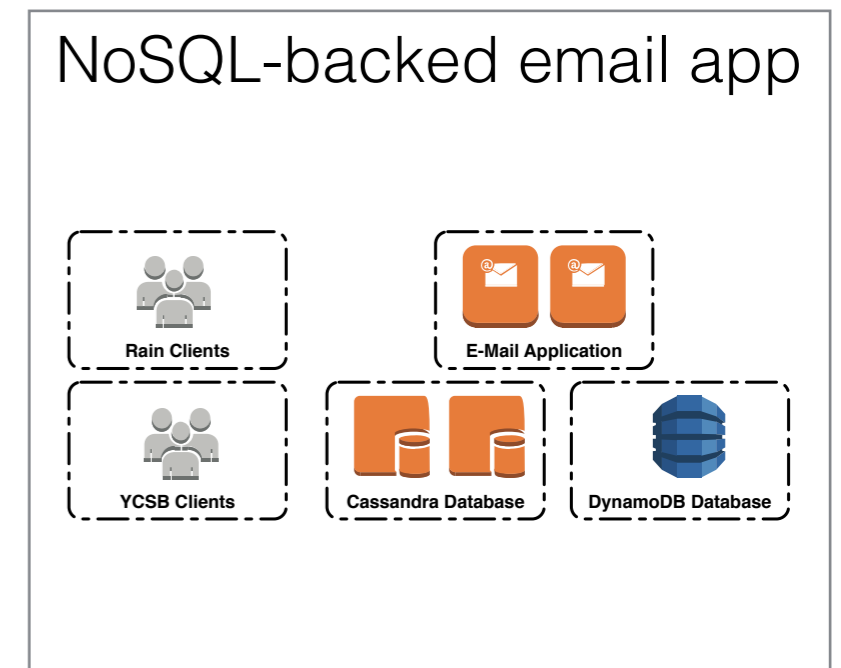 NoSQL-backed email app
@
@
Rain Clients
E-Mail Application
YCSB Clients
Cassandra Database
DynamoDB Database